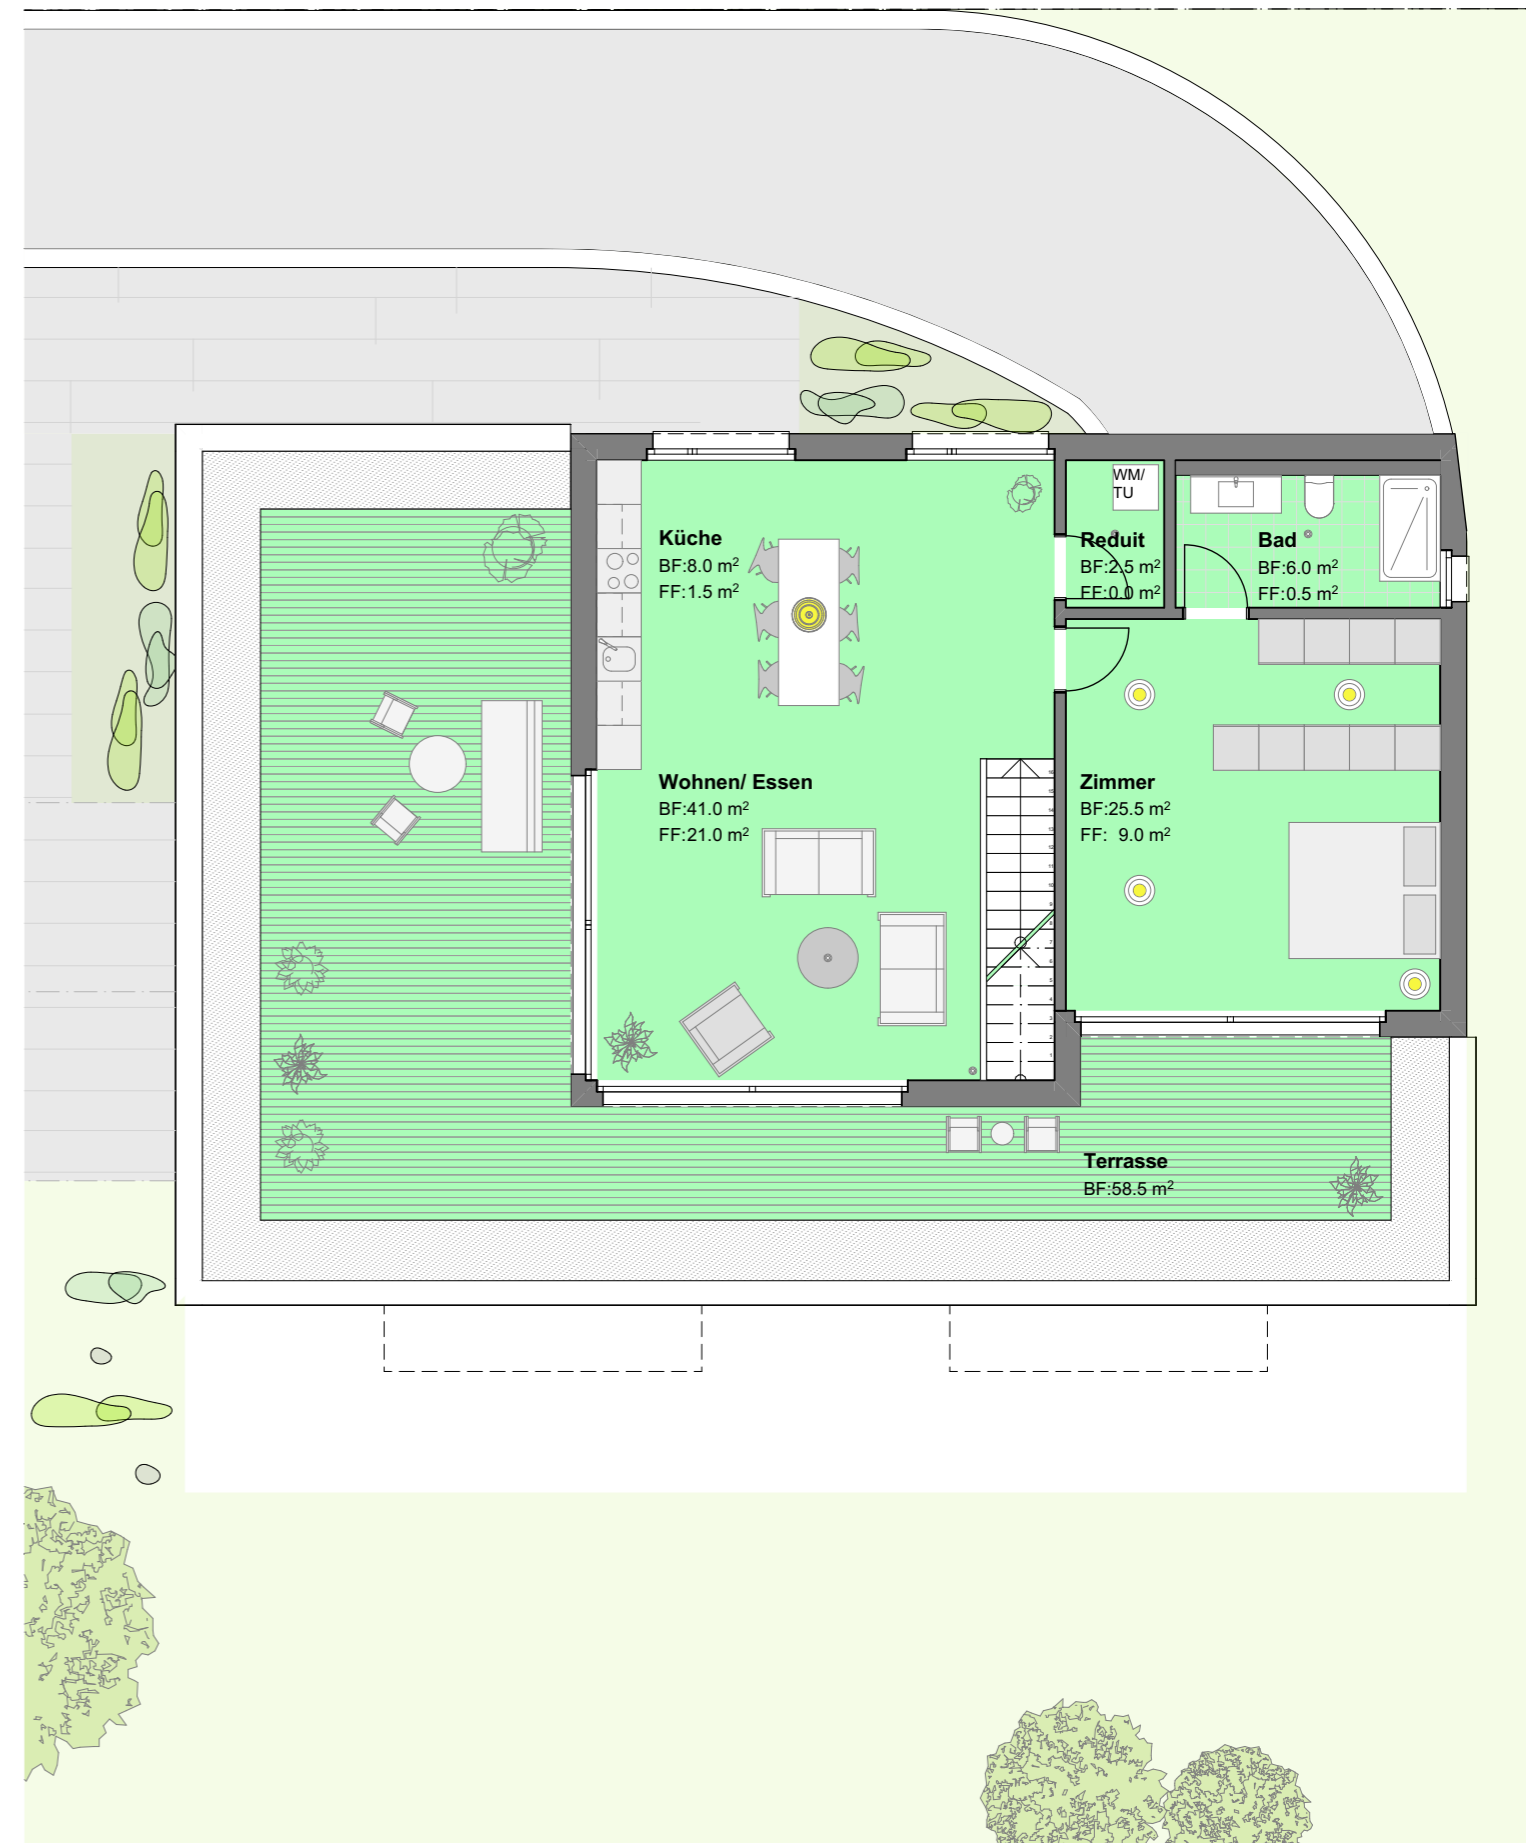 WM/
TU
Küche
BF:8.0 m²
FF:1.5 m²
Reduit
BF:2.5 m²
FF:0.0 m²
Bad
BF:6.0 m²
FF:0.5 m²
Wohnen/ Essen
BF:41.0 m²
FF:21.0 m²
Zimmer
BF:25.5 m²
FF: 9.0 m²
Terrasse
BF:58.5 m²